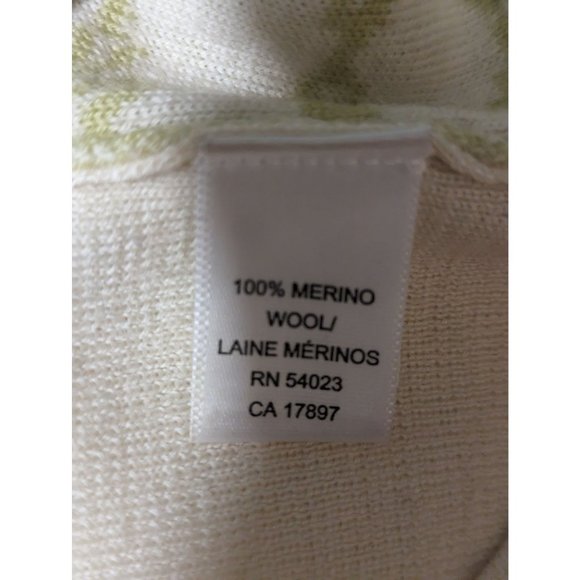 100% MERINO
WOOL/
LAINE MÉRINOS
RN 54023
CA 17897